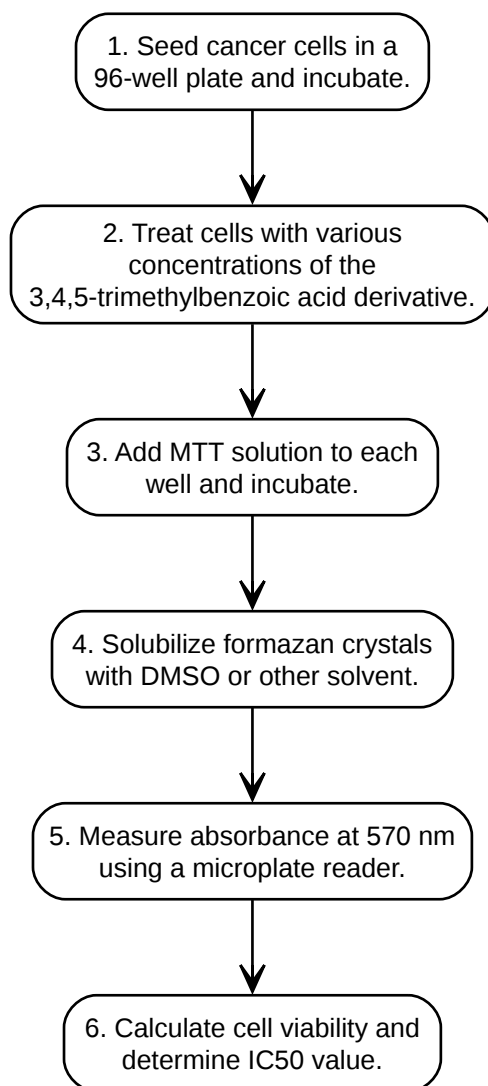 1. Seed cancer cells in a
96-well plate and incubate.
2. Treat cells with various
concentrations of the
3,4,5-trimethylbenzoic acid derivative.
3. Add MTT solution to each
well and incubate.
4. Solubilize formazan crystals
with DMSO or other solvent.
5. Measure absorbance at 570 nm
using a microplate reader.
6. Calculate cell viability and
determine IC50 value.